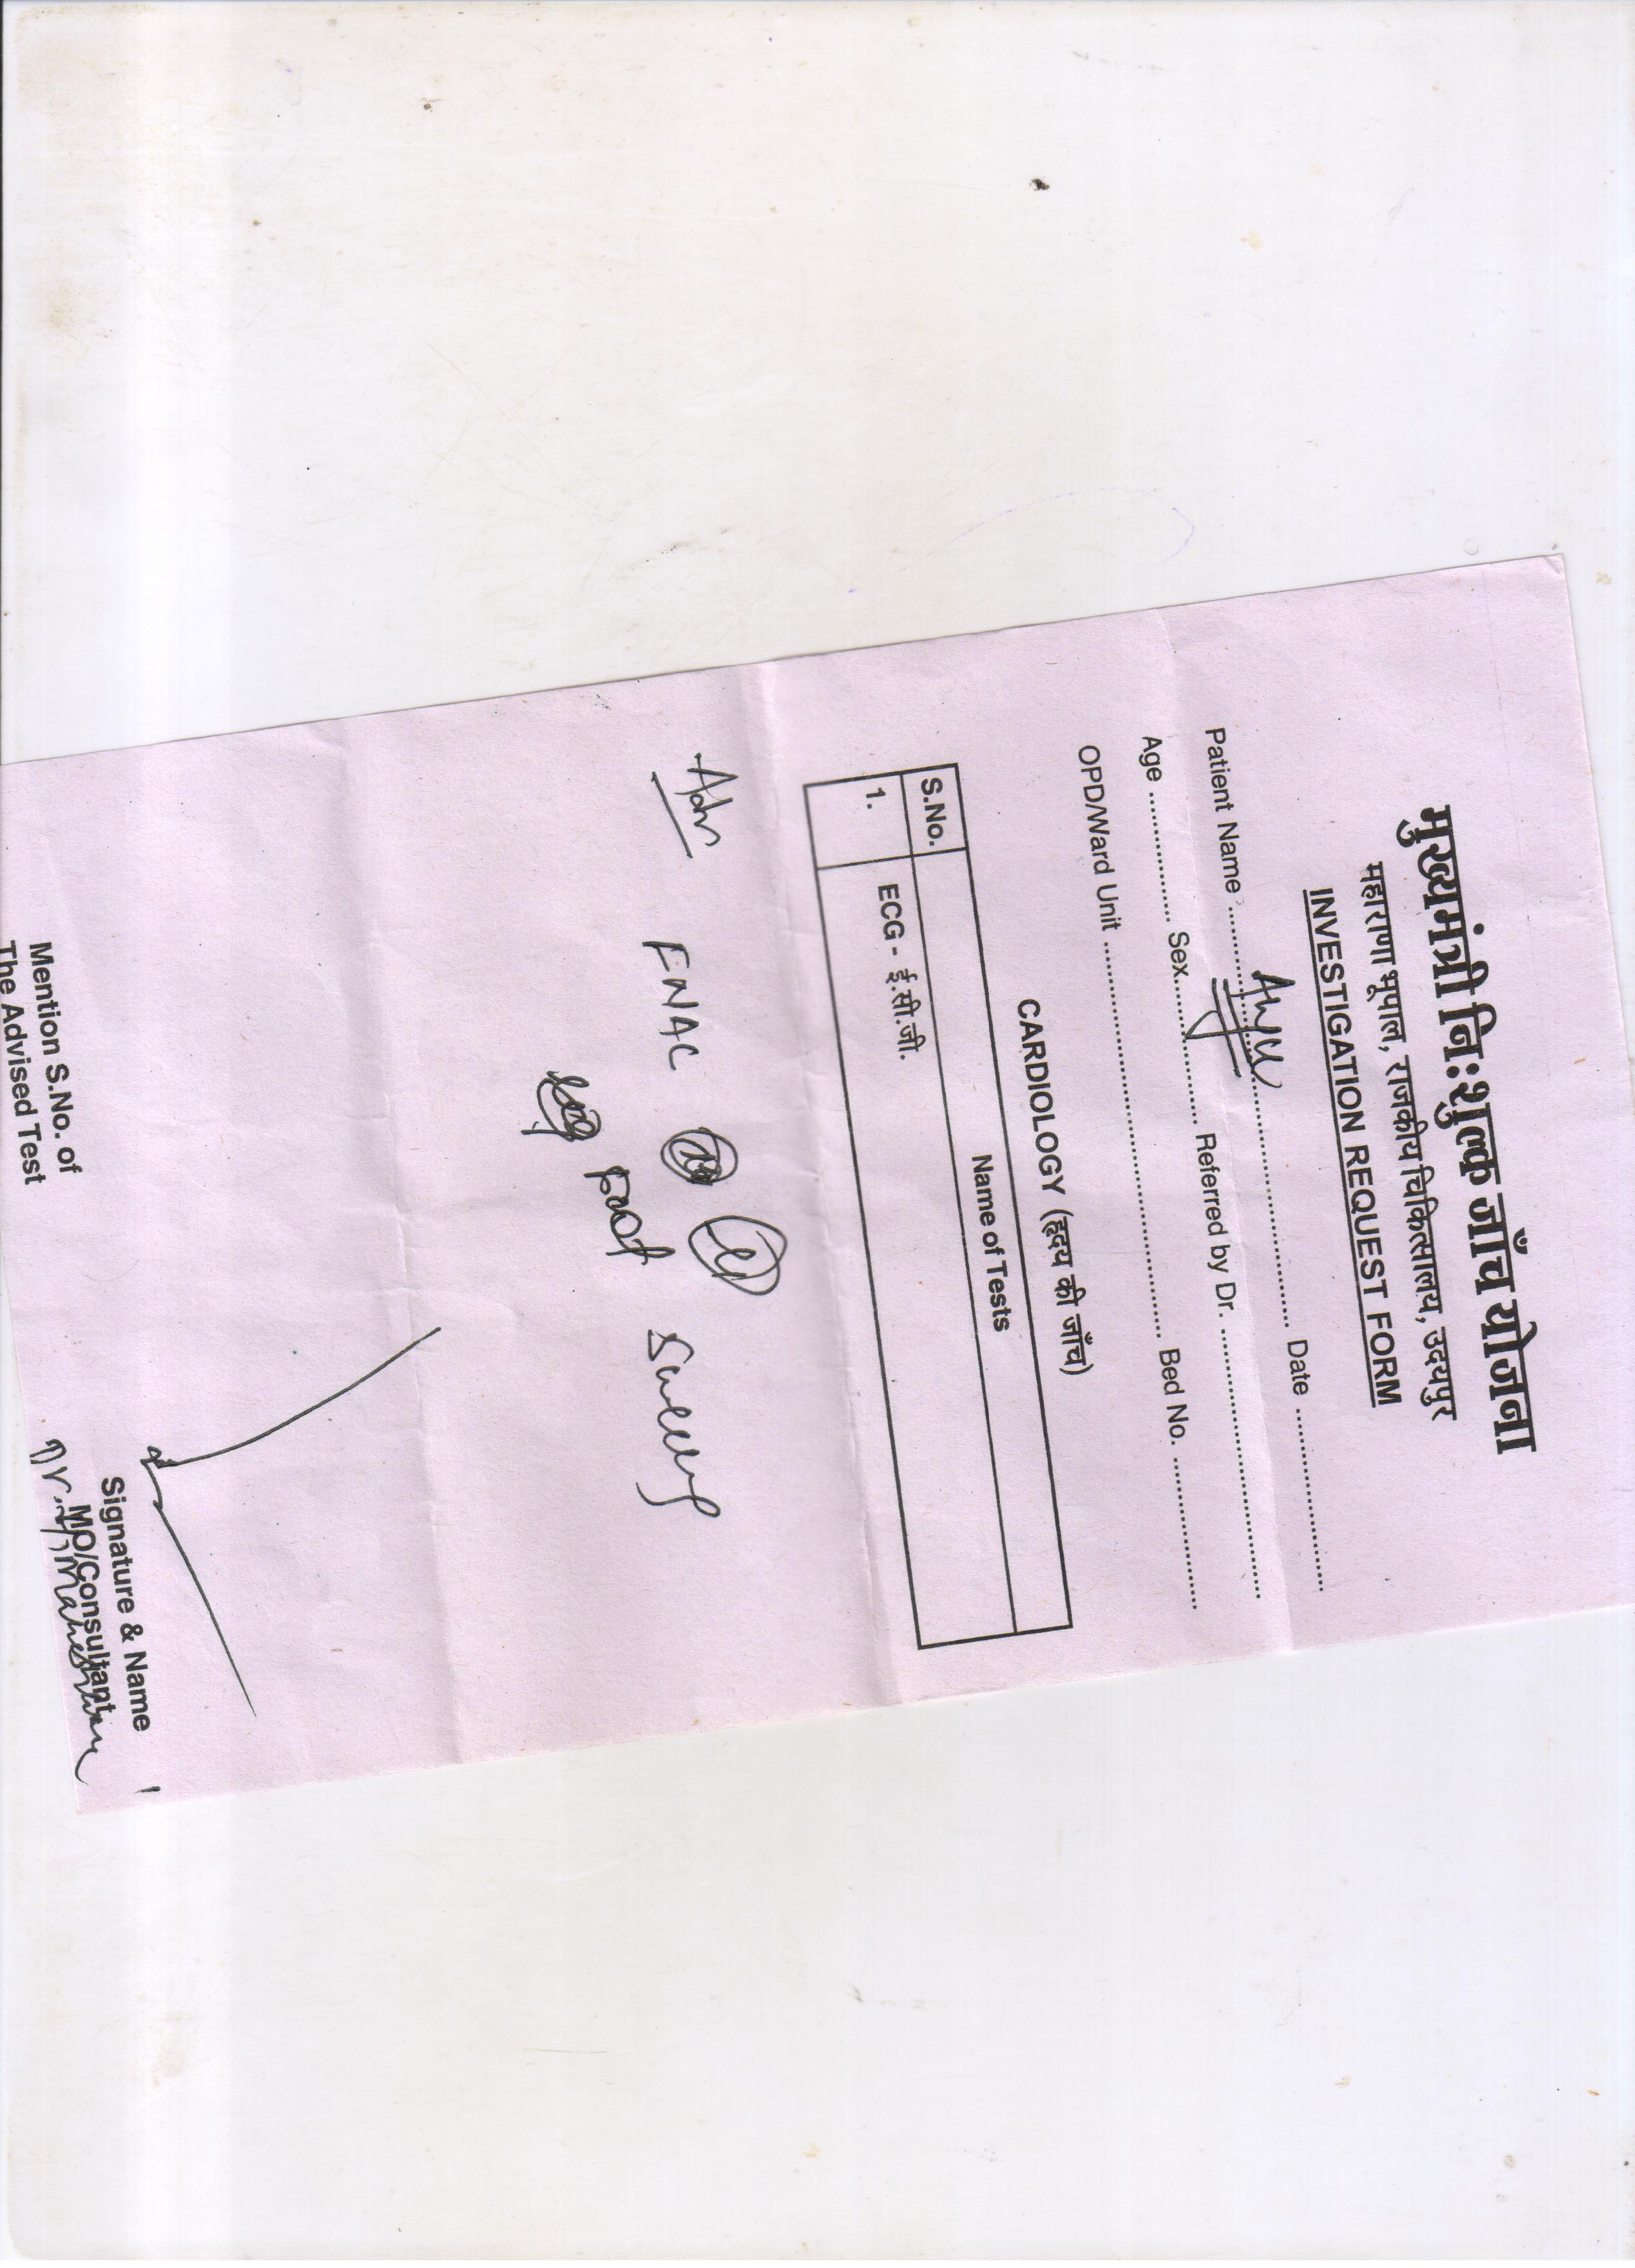 मुख्यमंत्री निःशुल्क जाँच योजना
महाराणा भूपाल, राजकीय चिकित्सालय, उदयपुर
INVESTIGATION REQUEST FORM
Patient Name Anju Date
Age Sex Referred by Dr.
OPD/Ward Unit Bed No.
CARDIOLOGY (हृदय की जाँच)
S.No. Name of Tests
1. ECG - ई.सी.जी.
Adv FNAC
Mention S.No. of
The Advised Test
Signature & Name
MO/Consultant
Dr.